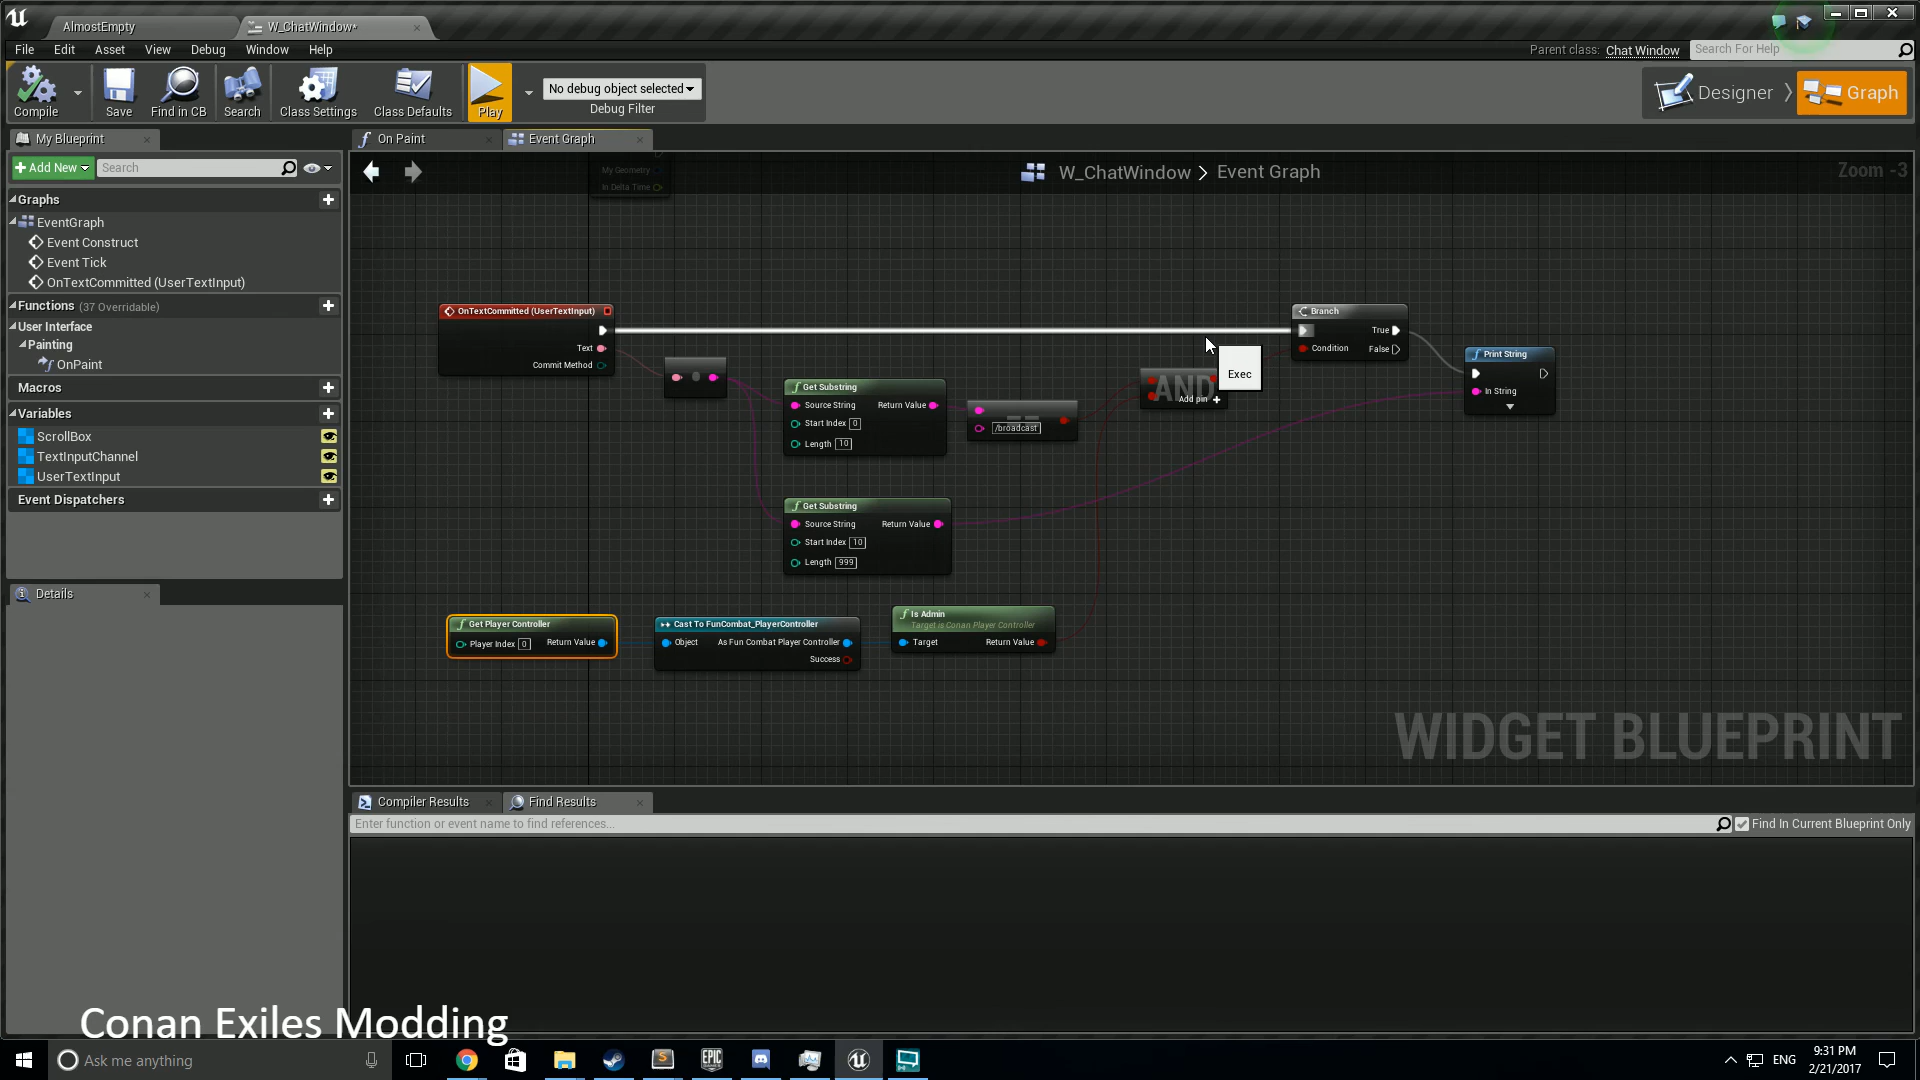 AlmostEmpty
W_ChatWindow*
File Edit Asset View Debug Window Help
Parent class: Chat Window
Search For Help
Compile
Save
Find in CB
Search
Class Settings
Class Defaults
Play
No debug object selected
Debug Filter
Designer
Graph
My Blueprint
On Paint
Event Graph
Add New
Search
W_ChatWindow > Event Graph
Zoom -3
My Geometry
In Delta Time
Graphs
EventGraph
Event Construct
Event Tick
OnTextCommitted (UserTextInput)
Functions (37 Overridable)
User Interface
Painting
OnPaint
Macros
Variables
ScrollBox
TextInputChannel
UserTextInput
Event Dispatchers
Details
OnTextCommitted (UserTextInput)
Text
Commit Method
Get Substring
Source String Return Value
Start Index 0
Length 10
/broadcast
AND
Add pin
Exec
Branch
True
Condition False
Print String
In String
Get Substring
Source String Return Value
Start Index 10
Length 999
Get Player Controller
Player Index 0 Return Value
Cast To FunCombat_PlayerController
Object As Fun Combat Player Controller
Success
Is Admin
Target is Conan Player Controller
Target Return Value
WIDGET BLUEPRINT
Compiler Results
Find Results
Enter function or event name to find references...
Find In Current Blueprint Only
Conan Exiles Modding
Ask me anything
EPIC
ENG
9:31 PM
2/21/2017